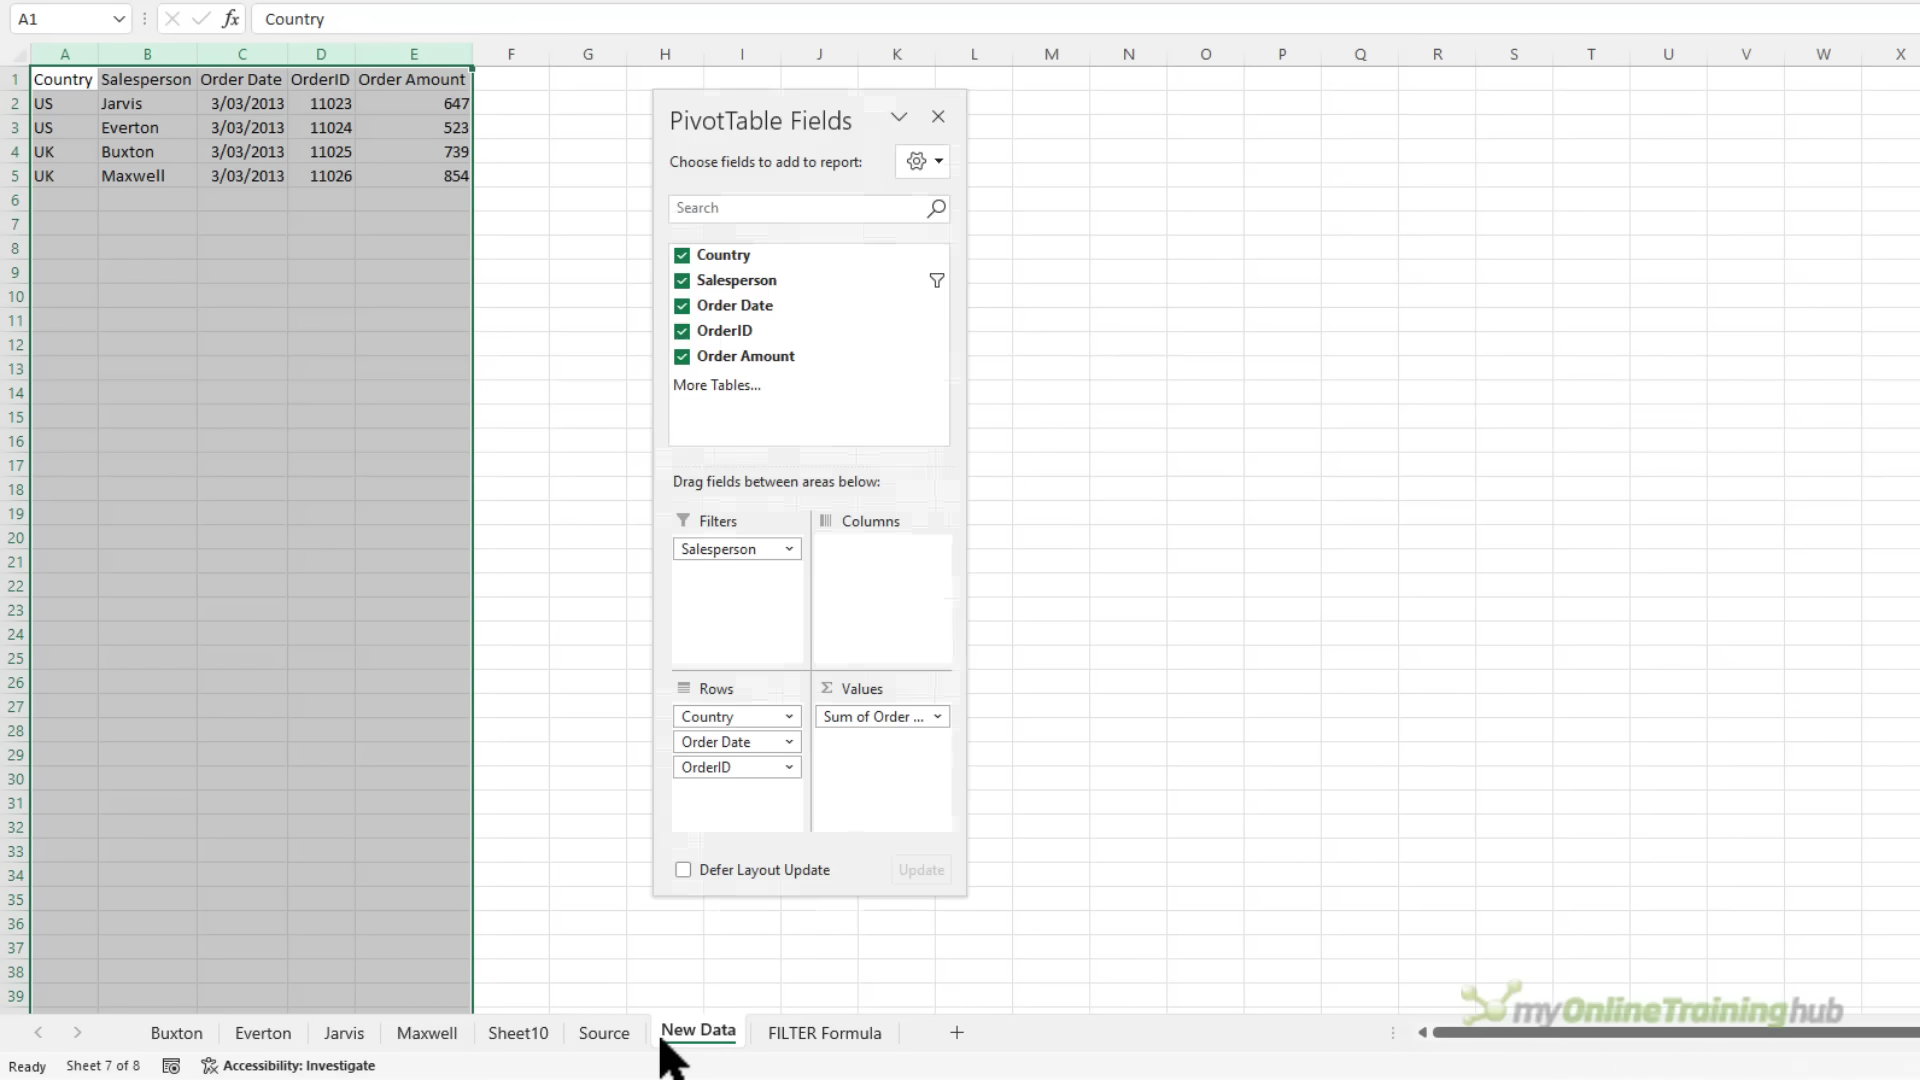 A1
fx Country
A B C D E F G H I J K L M N O P Q R S T U V W X
1 Country Salesperson Order Date OrderID Order Amount
2 US Jarvis 3/03/2013 11023 647
3 US Everton 3/03/2013 11024 523
4 UK Buxton 3/03/2013 11025 739
5 UK Maxwell 3/03/2013 11026 854
6
7
8
9
10
11
12
13
14
15
16
17
18
19
20
21
22
23
24
25
26
27
28
29
30
31
32
33
34
35
36
37
38
39
PivotTable Fields
Choose fields to add to report:
Search
Country
Salesperson
Order Date
OrderID
Order Amount
More Tables...
Drag fields between areas below:
Filters
Salesperson
Columns
Rows
Country
Order Date
OrderID
Σ Values
Sum of Order ...
Defer Layout Update
Update
myOnlineTraininghub
Buxton Everton Jarvis Maxwell Sheet10 Source New Data FILTER Formula
Ready Sheet 7 of 8 Accessibility: Investigate